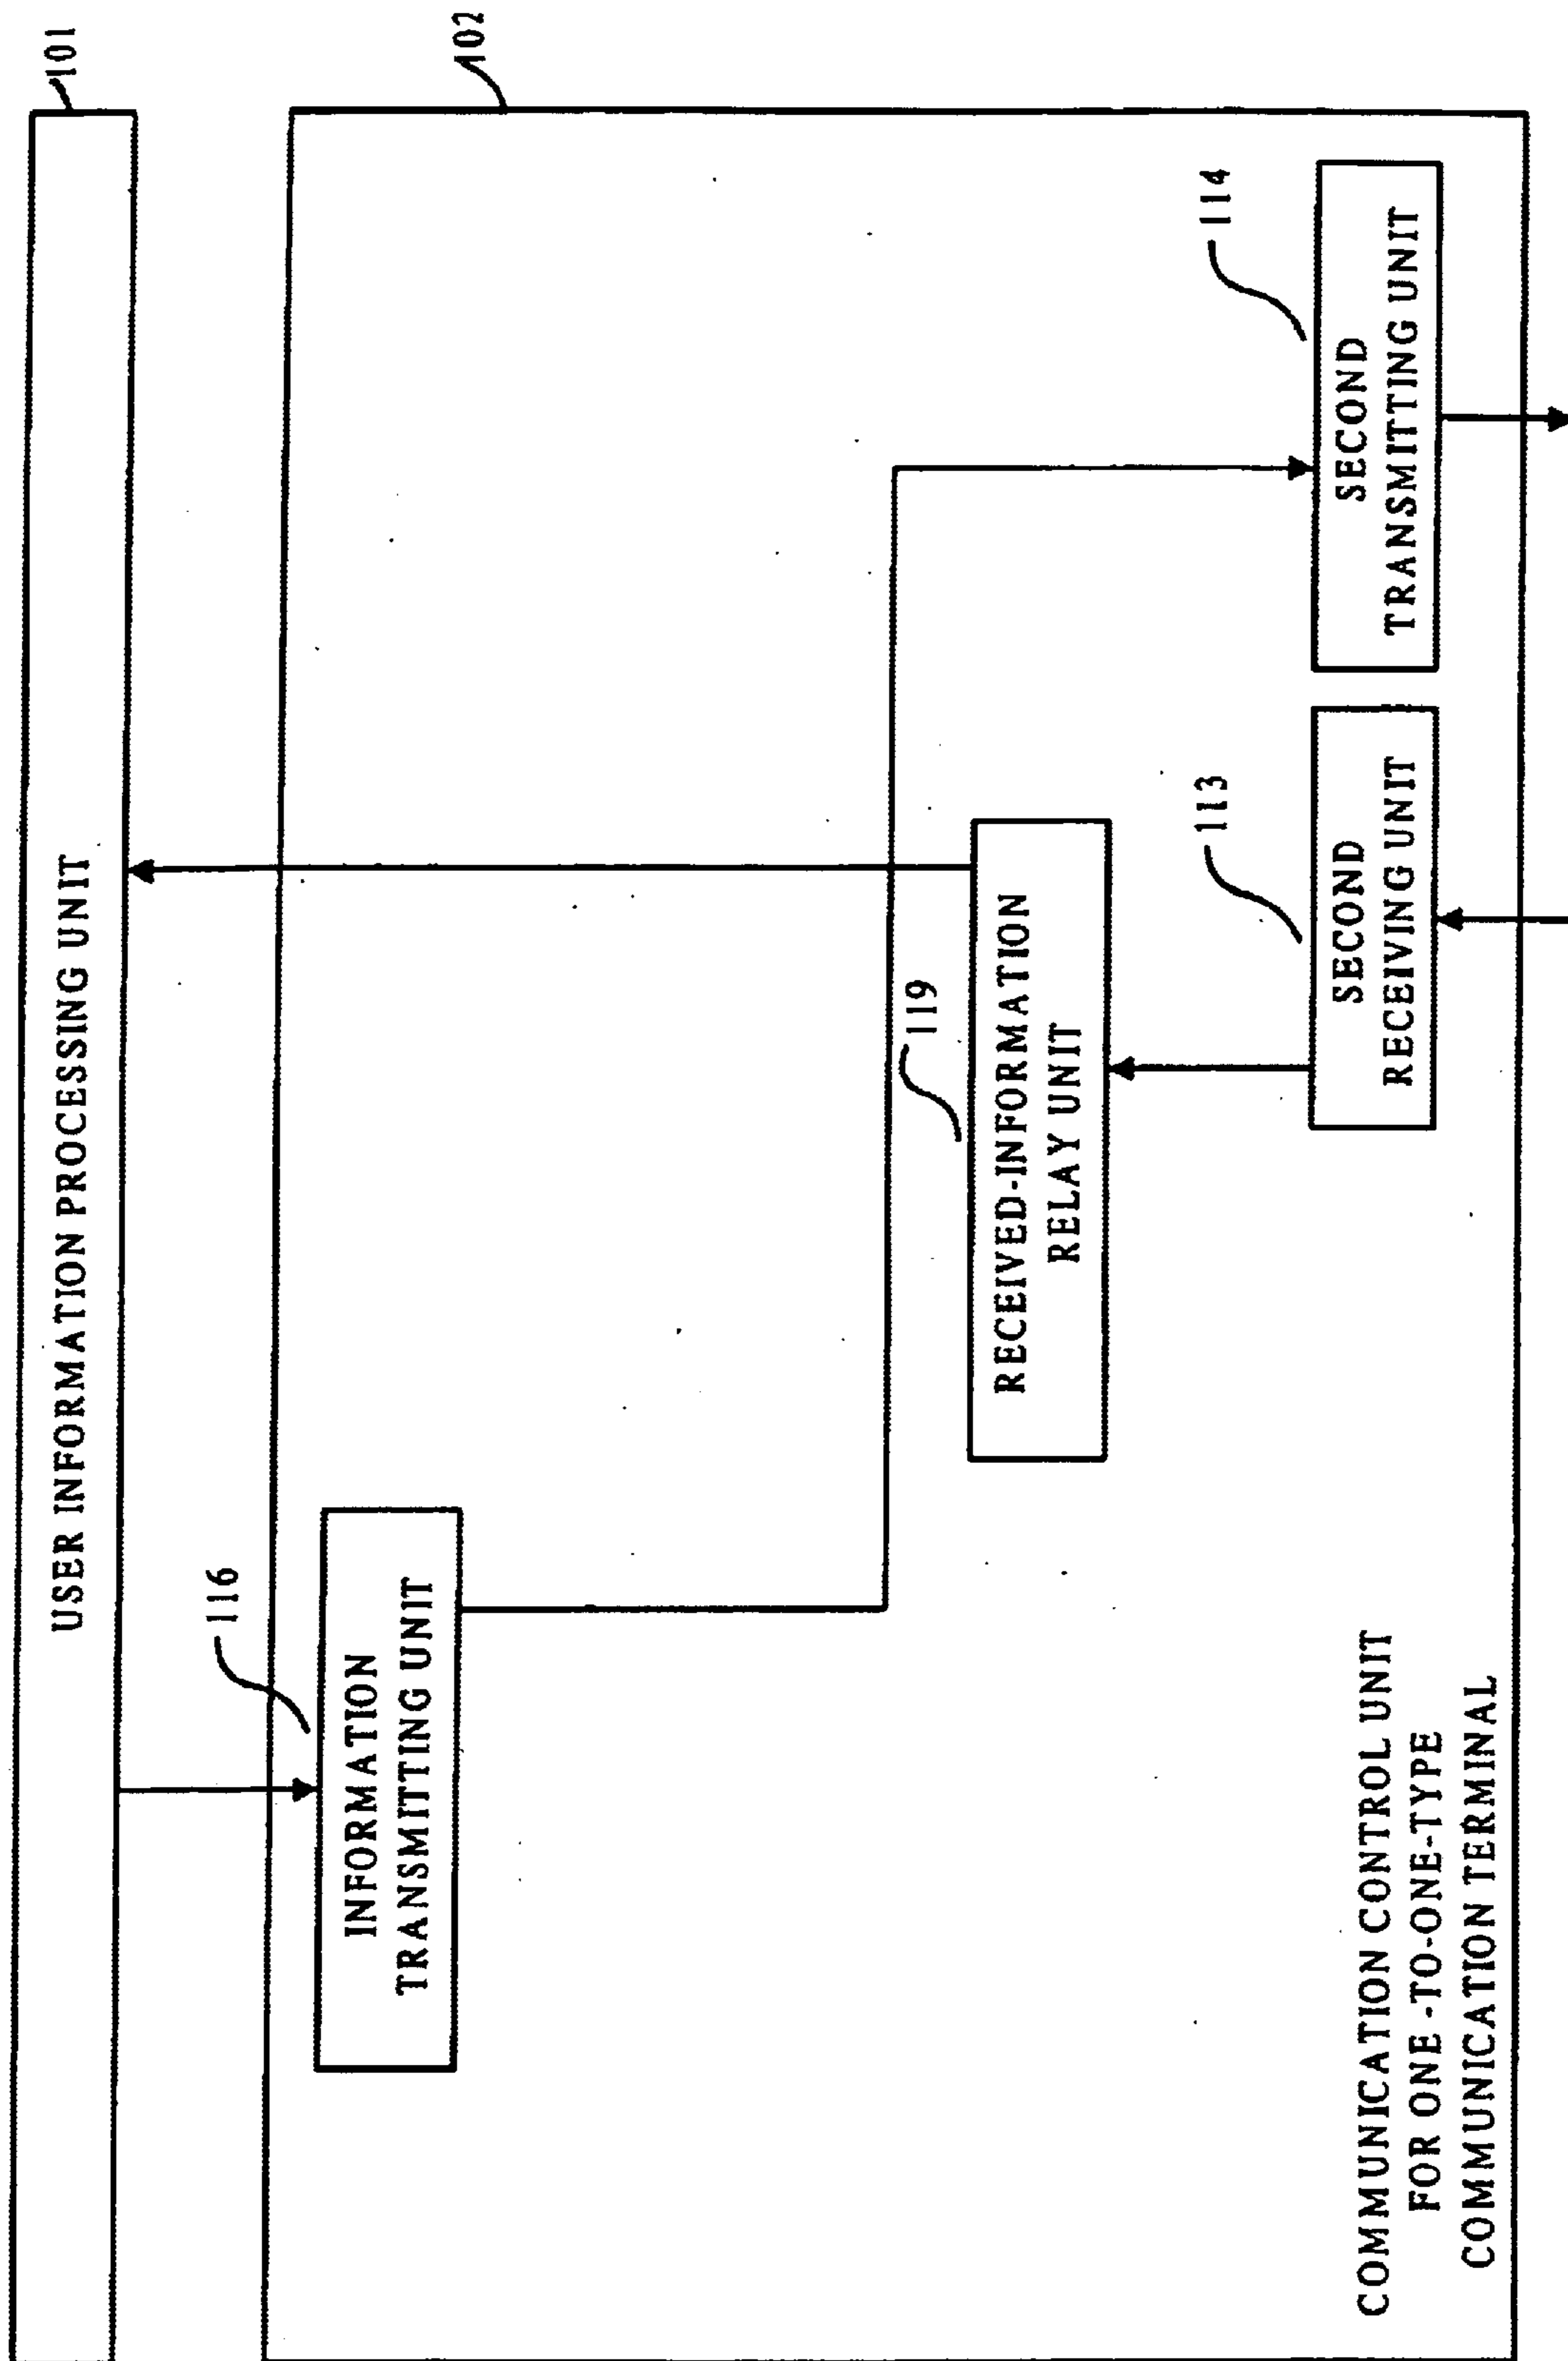 101
USER INFORMATION PROCESSING UNIT
102
116
INFORMATION
TRANSMITTING UNIT
119
RECEIVED-INFORMATION
RELAY UNIT
113
SECOND
RECEIVING UNIT
114
SECOND
TRANSMITTING UNIT
COMMUNICATION CONTROL UNIT
FOR ONE-TO-ONE-TYPE
COMMUNICATION TERMINAL